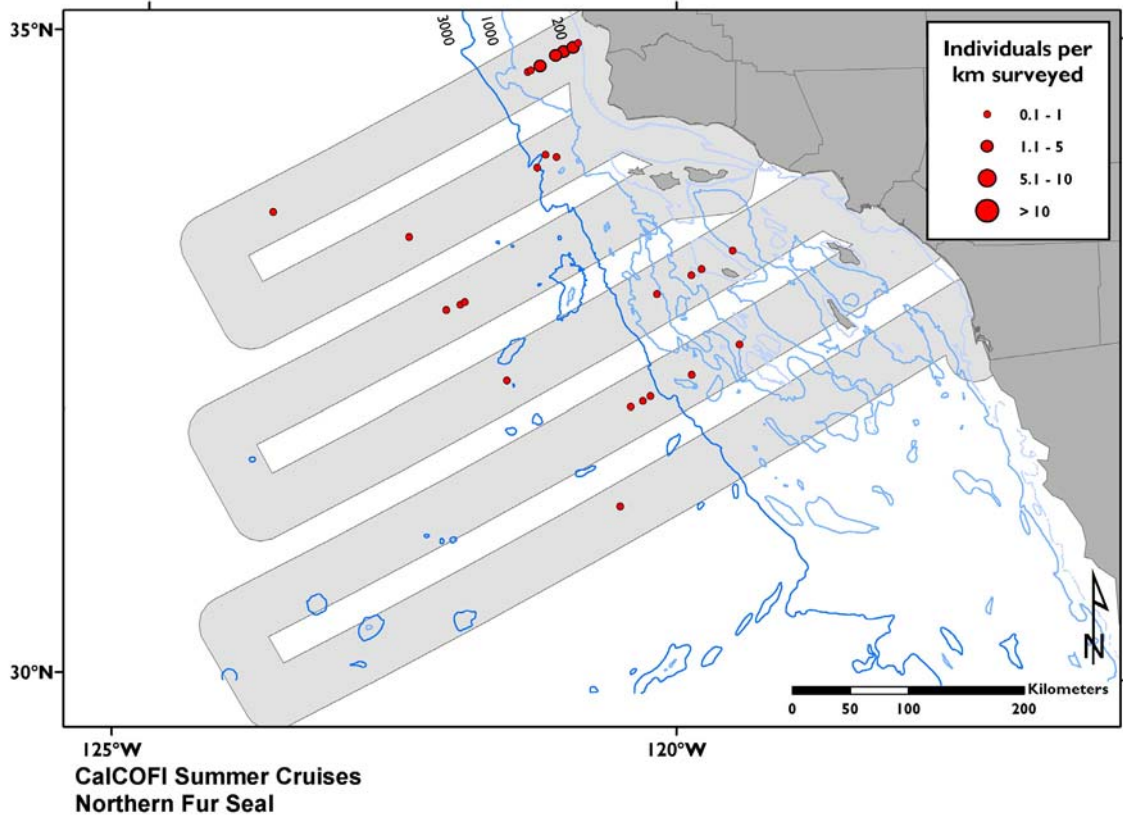 35°N
3000
1000
200
Individuals per
km surveyed
0.1 - 1
1.1 - 5
5.1 - 10
> 10
30°N
N
Kilometers
0 50 100 200
125°W
120°W
CalCOFI Summer Cruises
Northern Fur Seal